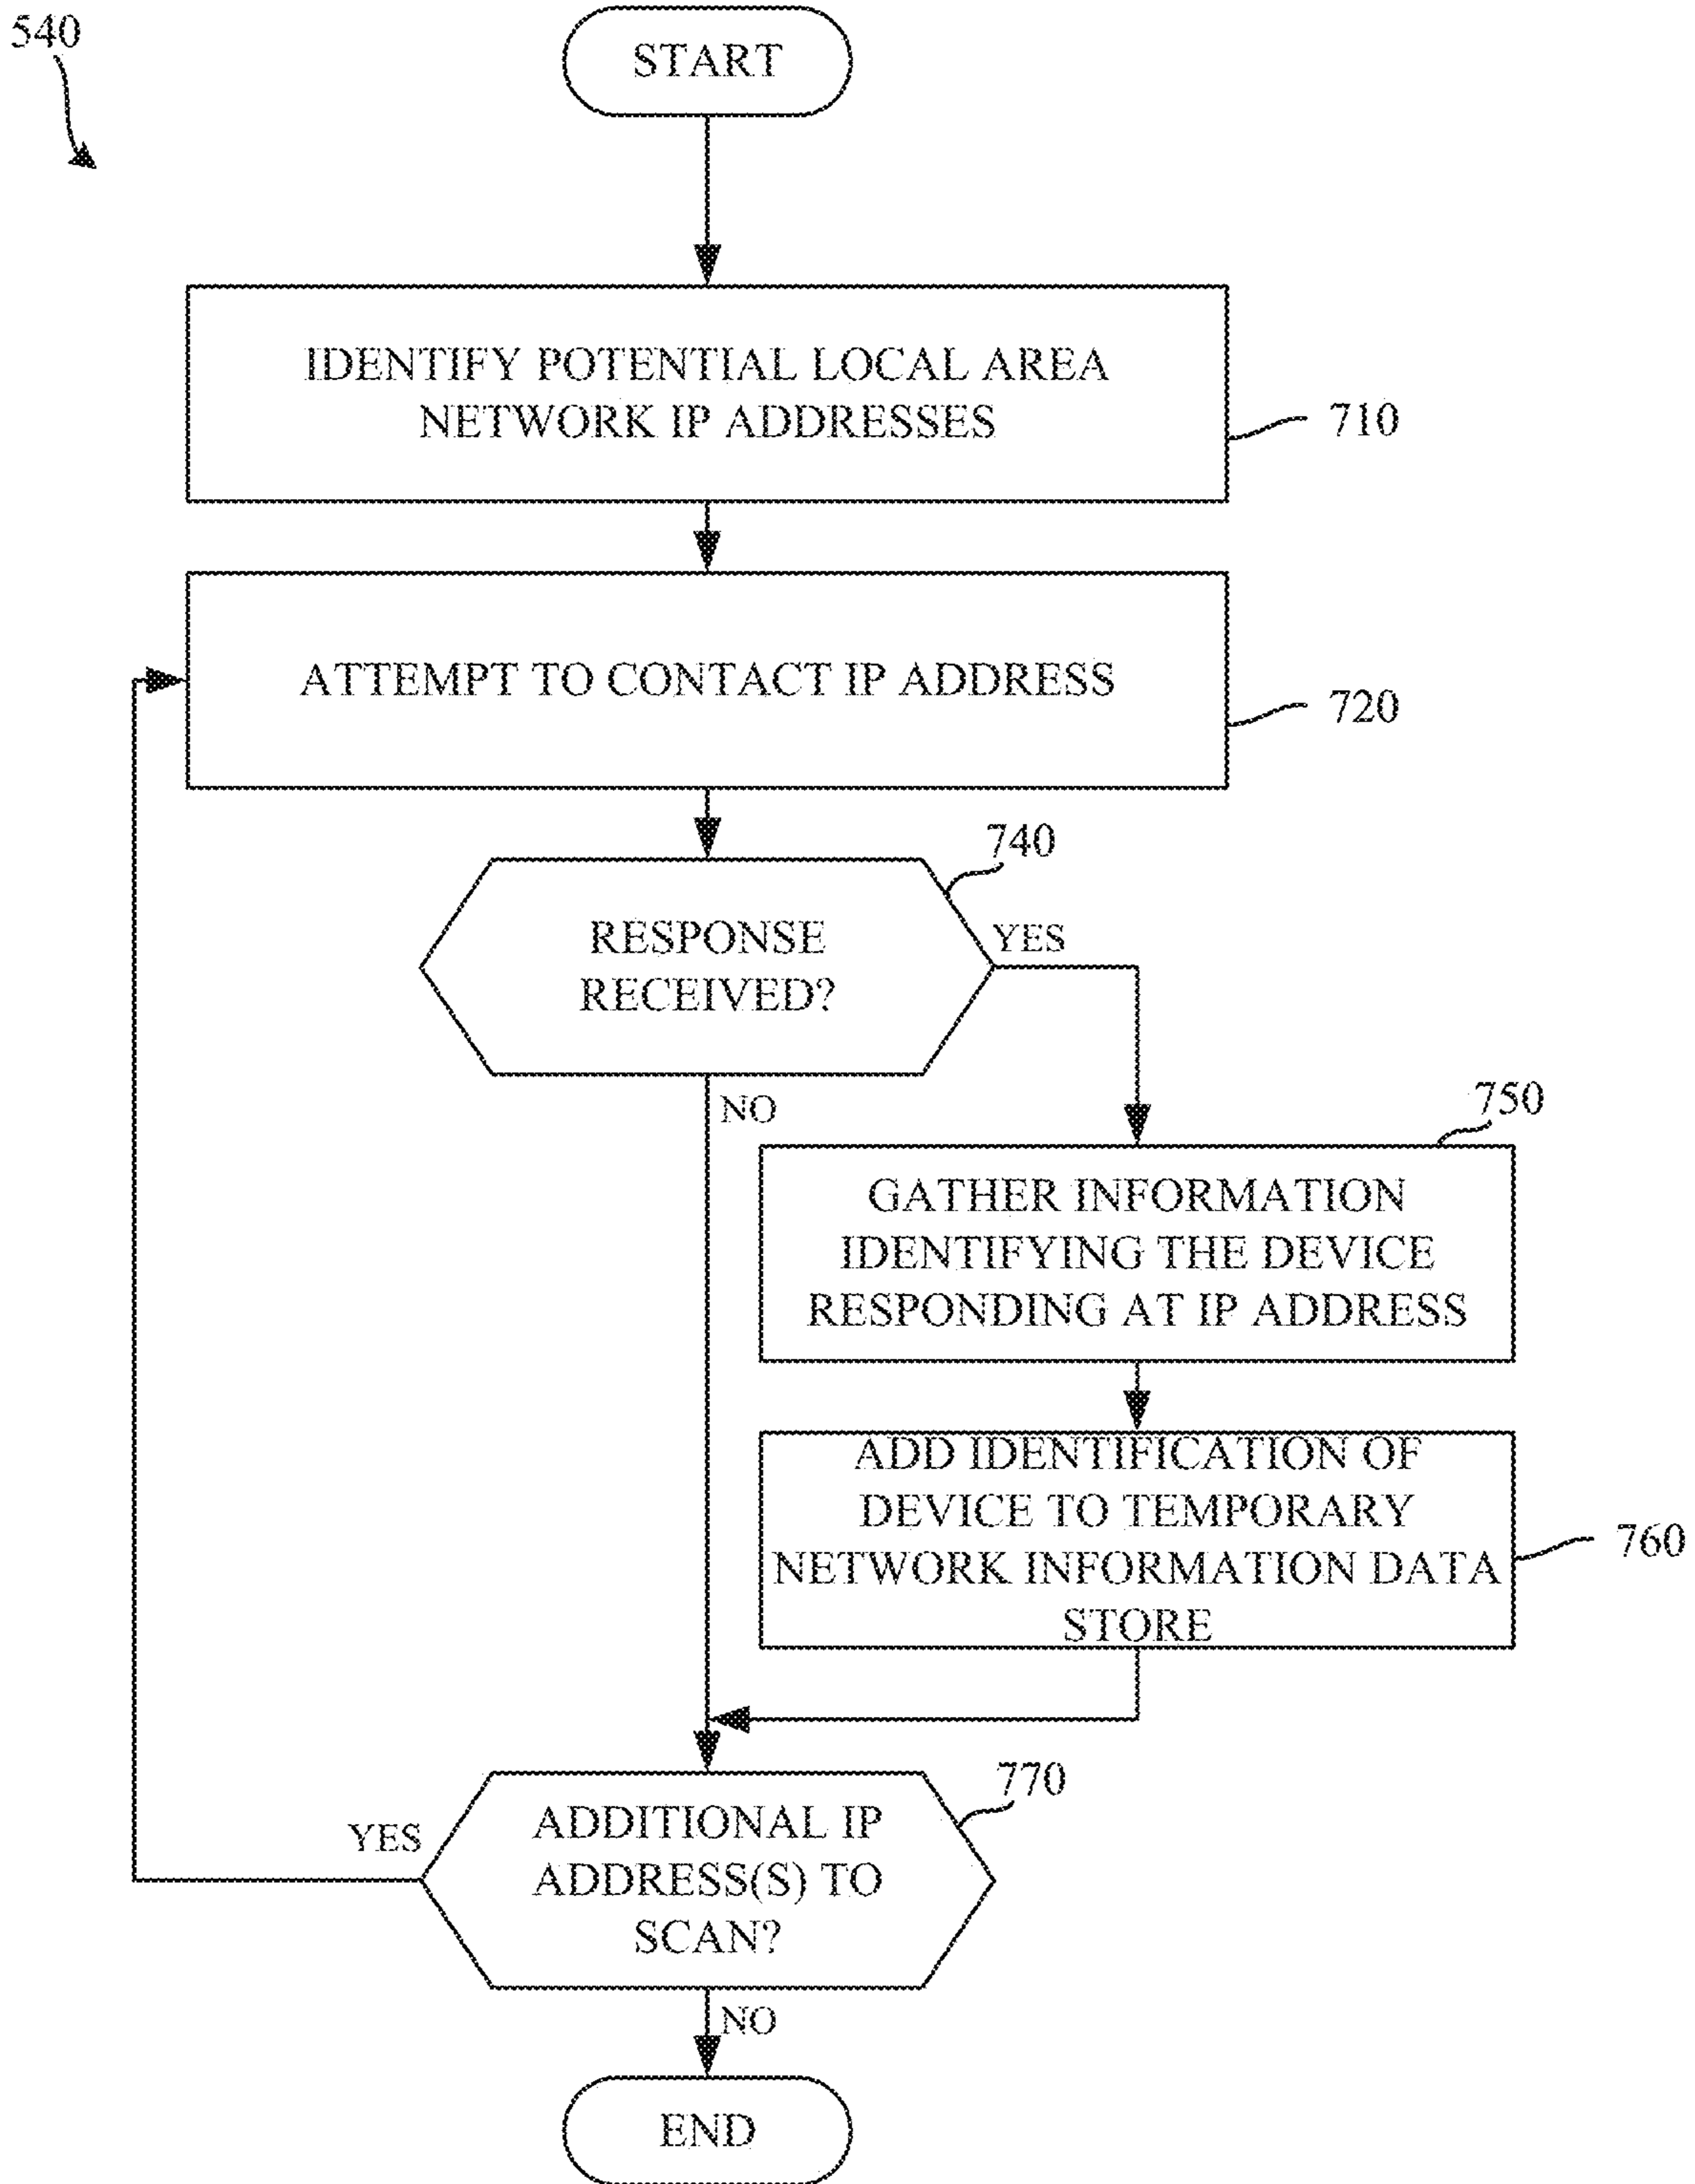 540
START
IDENTIFY POTENTIAL LOCAL AREA
NETWORK IP ADDRESSES
710
ATTEMPT TO CONTACT IP ADDRESS
720
740
RESPONSE
RECEIVED?
YES
NO
750
GATHER INFORMATION
IDENTIFYING THE DEVICE
RESPONDING AT IP ADDRESS
ADD IDENTIFICATION OF
DEVICE TO TEMPORARY
NETWORK INFORMATION DATA
STORE
760
770
ADDITIONAL IP
ADDRESS(S) TO
SCAN?
YES
NO
END